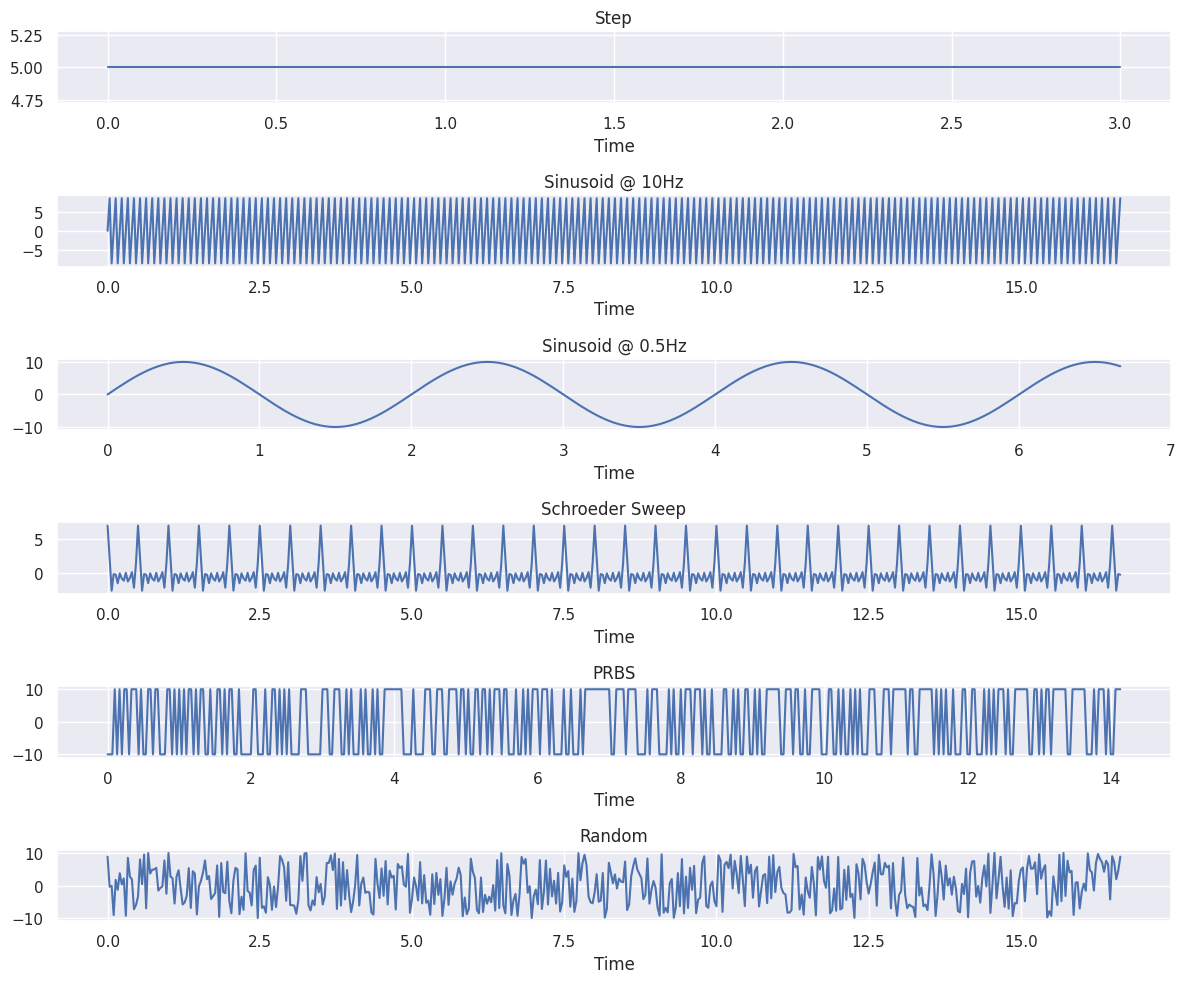 Step
5.25
5.00
4.75
0.0 0.5 1.0 1.5 2.0 2.5 3.0
Time
Sinusoid @ 10Hz
5
0
−5
0.0 2.5 5.0 7.5 10.0 12.5 15.0
Time
Sinusoid @ 0.5Hz
10
0
−10
0 1 2 3 4 5 6 7
Time
Schroeder Sweep
5
0
0.0 2.5 5.0 7.5 10.0 12.5 15.0
Time
PRBS
10
0
−10
0 2 4 6 8 10 12 14
Time
Random
10
0
−10
0.0 2.5 5.0 7.5 10.0 12.5 15.0
Time